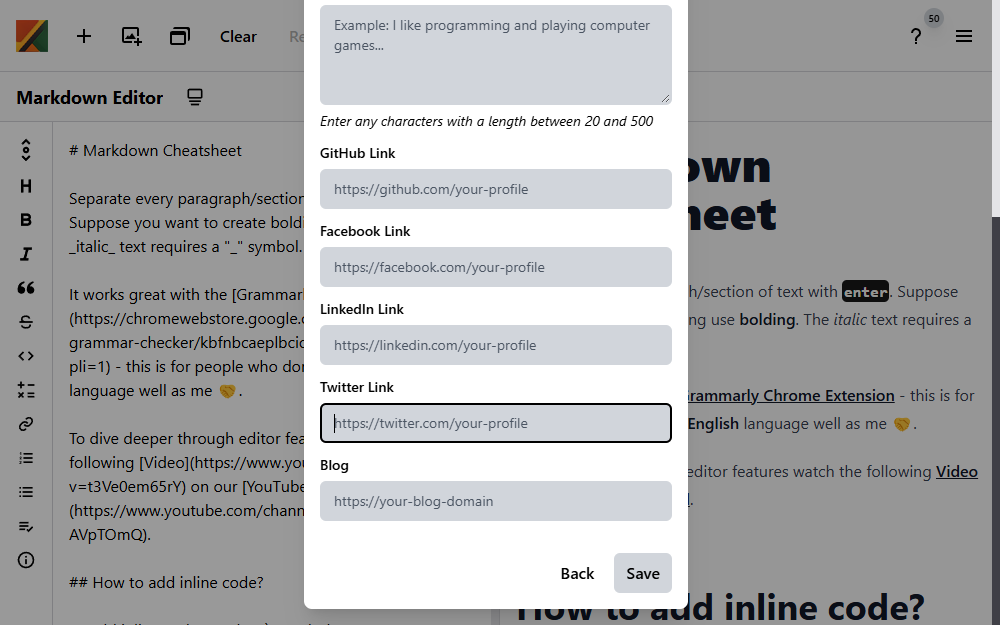 Clear
Re
?
50
Markdown Editor
# Markdown Cheatsheet
Separate every paragraph/section
Suppose you want to create boldi
_italic_ text requires a "_" symbol.
It works great with the [Grammarl
(https://chromewebstore.google.c
grammar-checker/kbfnbcaeplbcio
pli=1) - this is for people who don
language well as me 🤝.
To dive deeper through editor fea
following [Video](https://www.you
v=t3Ve0em65rY) on our [YouTube
(https://www.youtube.com/chann
AVpTOmQ).
## How to add inline code?
Example: I like programming and playing computer
games...
Enter any characters with a length between 20 and 500
GitHub Link
https://github.com/your-profile
Facebook Link
https://facebook.com/your-profile
LinkedIn Link
https://linkedin.com/your-profile
Twitter Link
https://twitter.com/your-profile
Blog
https://your-blog-domain
Back
Save
own
heet
h/section of text with enter. Suppose
ng use bolding. The italic text requires a
Grammarly Chrome Extension - this is for
English language well as me 🤝.
editor features watch the following Video
How to add inline code?